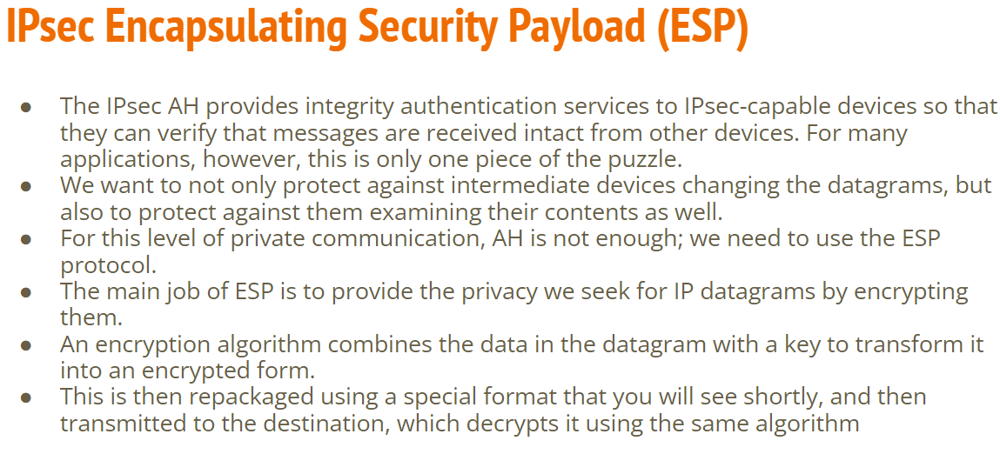 IPsec Encapsulating Security Payload (ESP)
● The IPsec AH provides integrity authentication services to IPsec-capable devices so that
they can verify that messages are received intact from other devices. For many
applications, however, this is only one piece of the puzzle.
● We want to not only protect against intermediate devices changing the datagrams, but
also to protect against them examining their contents as well.
● For this level of private communication, AH is not enough; we need to use the ESP
protocol.
● The main job of ESP is to provide the privacy we seek for IP datagrams by encrypting
them.
● An encryption algorithm combines the data in the datagram with a key to transform it
into an encrypted form.
● This is then repackaged using a special format that you will see shortly, and then
transmitted to the destination, which decrypts it using the same algorithm